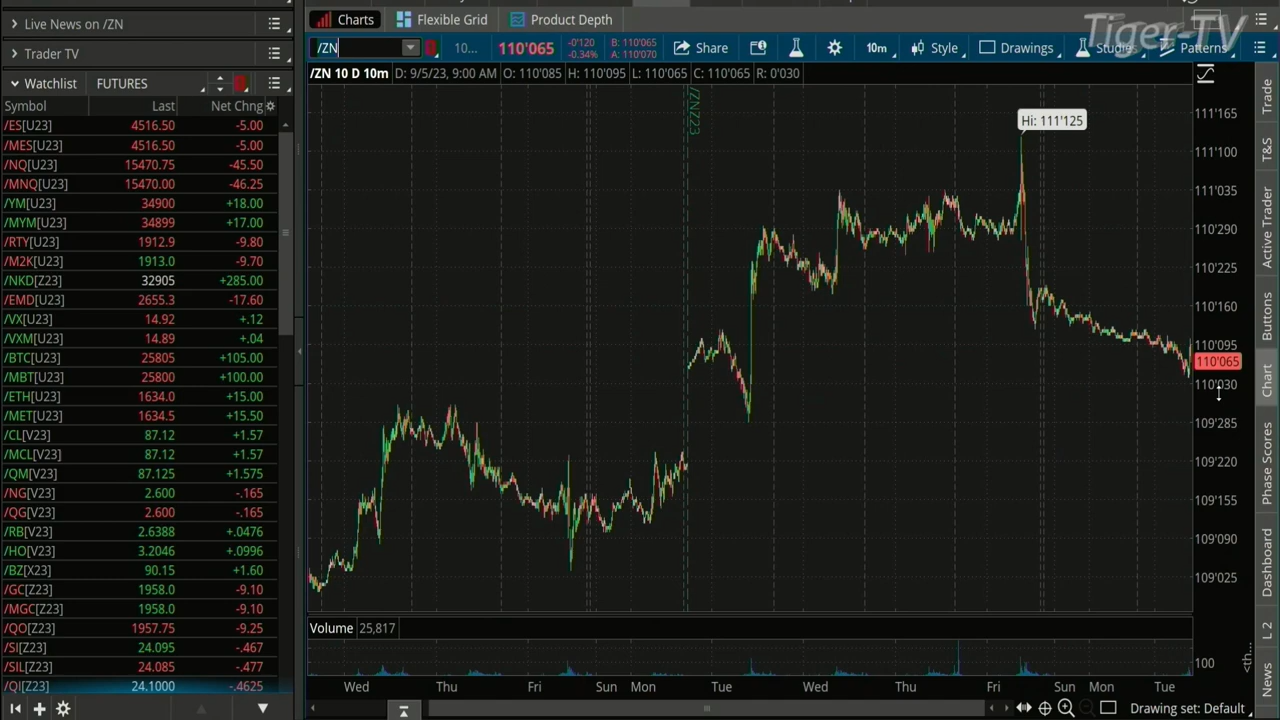 Live News on /ZN
Trader TV
Watchlist FUTURES
Symbol Last Net Chng
/ES[U23] 4516.50 -5.00
/MES[U23] 4516.50 -5.00
/NQ[U23] 15470.75 -45.50
/MNQ[U23] 15470.00 -46.25
/YM[U23] 34900 +18.00
/MYM[U23] 34899 +17.00
/RTY[U23] 1912.9 -9.80
/M2K[U23] 1913.0 -9.70
/NKD[Z23] 32905 +285.00
/EMD[U23] 2655.3 -17.60
/VX[U23] 14.92 +.12
/VXM[U23] 14.89 +.04
/BTC[U23] 25805 +105.00
/MBT[U23] 25800 +100.00
/ETH[U23] 1634.0 +15.00
/MET[U23] 1634.5 +15.50
/CL[V23] 87.12 +1.57
/MCL[V23] 87.12 +1.57
/QM[V23] 87.125 +1.575
/NG[V23] 2.600 -.165
/QG[V23] 2.600 -.165
/RB[V23] 2.6388 +.0476
/HO[V23] 3.2046 +.0996
/BZ[X23] 90.15 +1.60
/GC[Z23] 1958.0 -9.10
/MGC[Z23] 1958.0 -9.10
/QO[Z23] 1957.75 -9.25
/SI[Z23] 24.095 -.467
/SIL[Z23] 24.085 -.477
/QI[Z23] 24.1000 -.4625
Charts Flexible Grid Product Depth
Tiger-TV
/ZN 10... 110'065 -0'120 B: 110'065 Share 10m Style Drawings Studies Patterns
-0.34% A: 110'070
/ZN 10 D 10m D: 9/5/23, 9:00 AM O: 110'085 H: 110'095 L: 110'065 C: 110'065 R: 0'030
/ZNZ23
Hi: 111'125
111'165
111'100
111'035
110'290
110'225
110'160
110'095
110'065
110'030
109'285
109'220
109'155
109'090
109'025
Volume 25,817
100
<th...
Wed Thu Fri Sun Mon Tue Wed Thu Fri Sun Mon Tue
Drawing set: Default
Trade
T&S
Active Trader
Buttons
Chart
Phase Scores
Dashboard
L 2
News